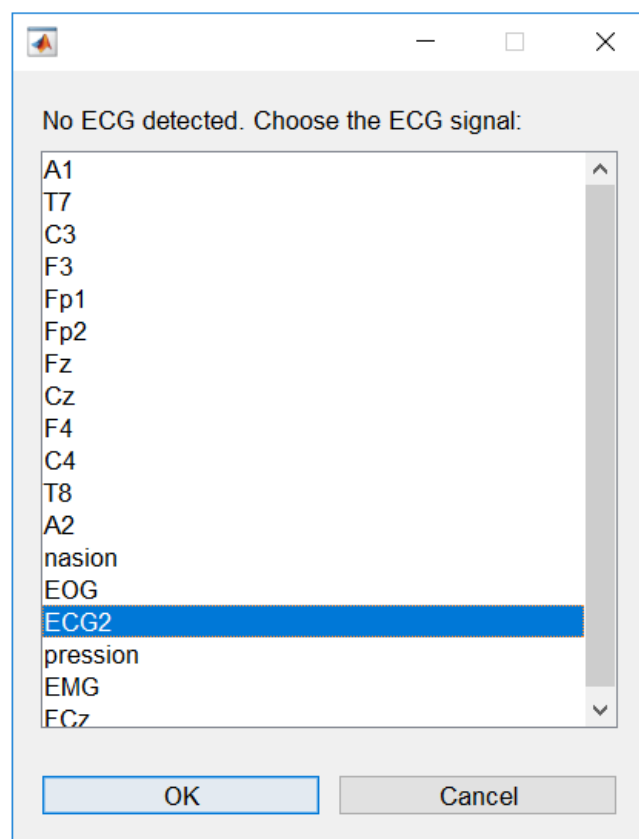 No ECG detected. Choose the ECG signal:
A1
T7
C3
F3
Fp1
Fp2
Fz
Cz
F4
C4
T8
A2
nasion
EOG
ECG2
pression
EMG
FCz
OK
Cancel